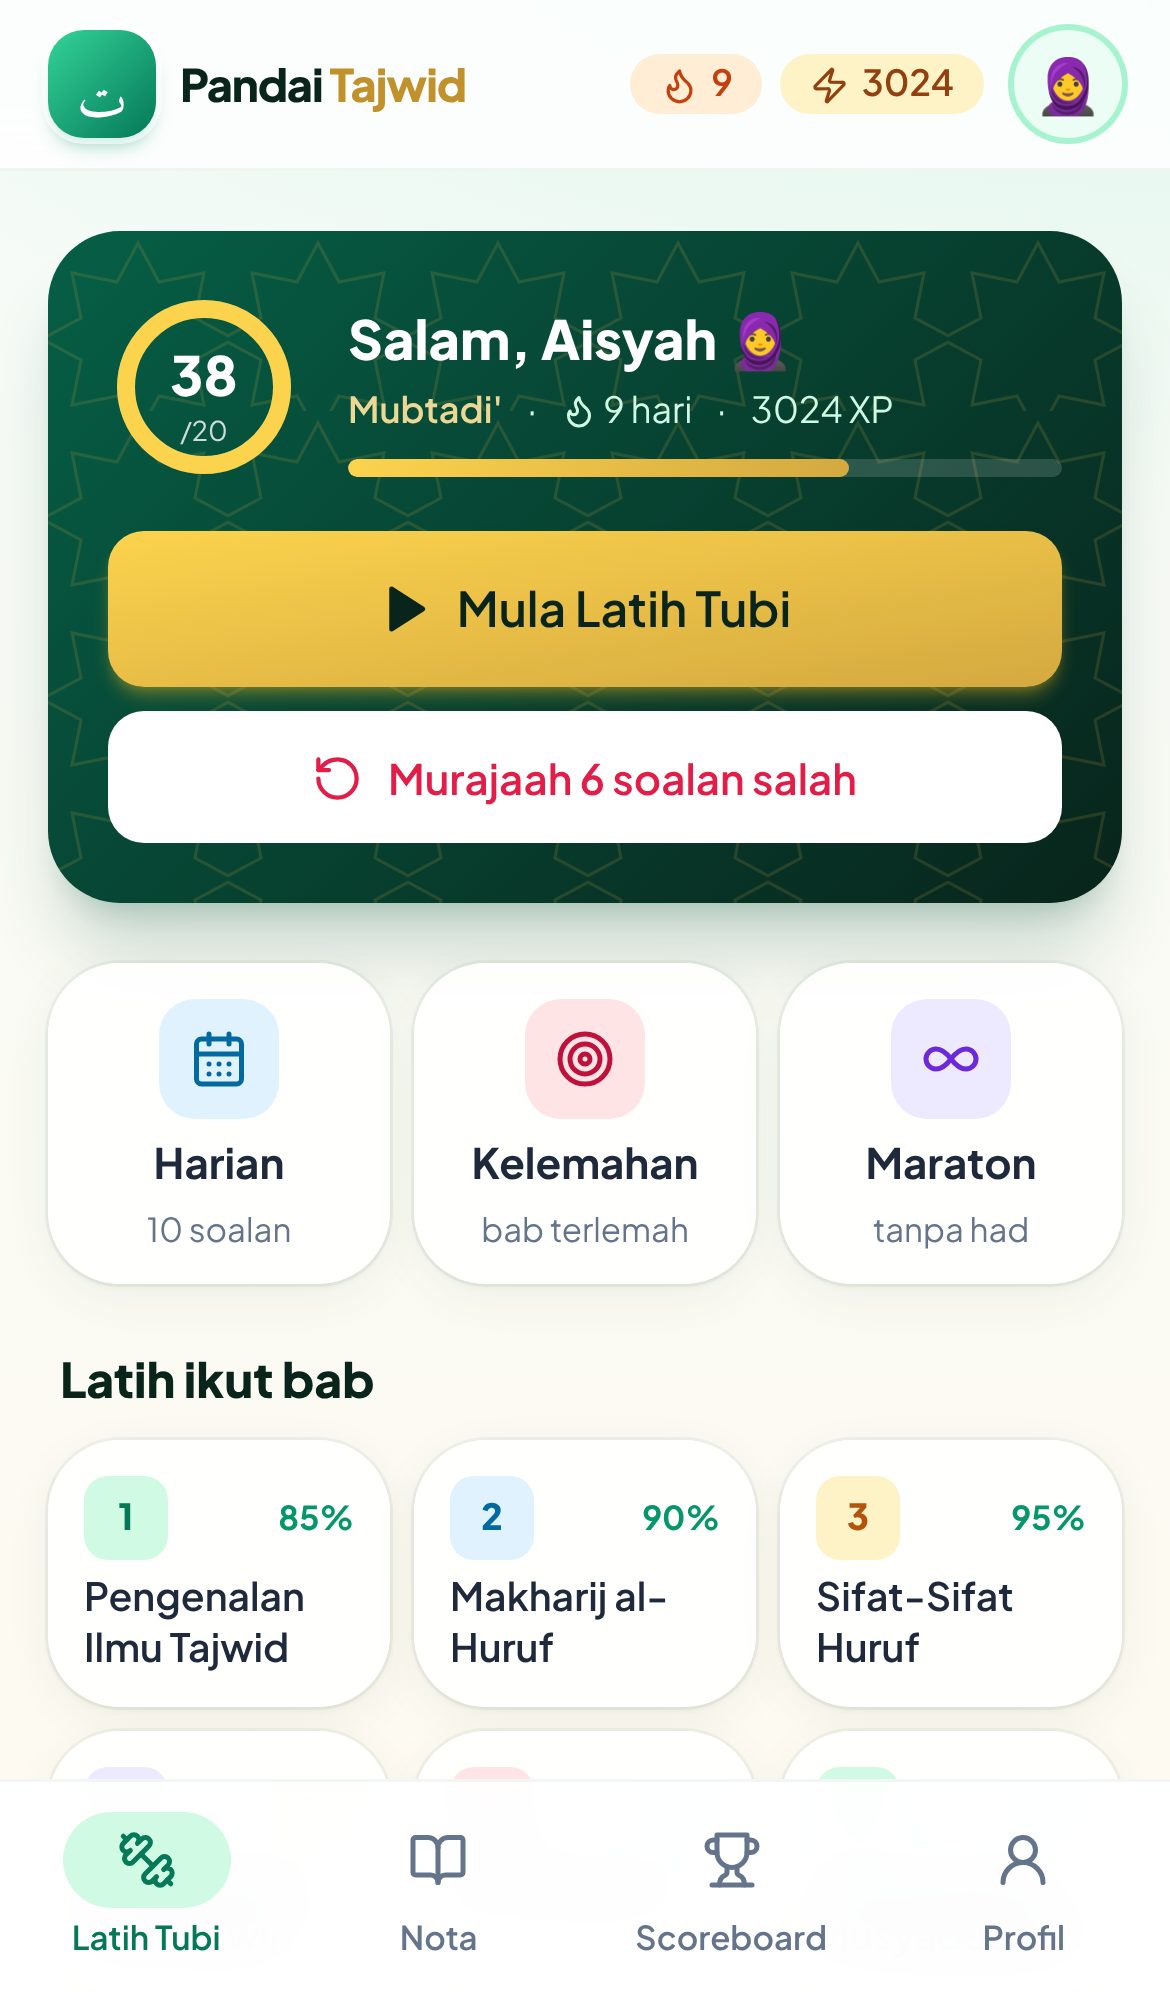 ت
Pandai Tajwid
9
3024
38
/20
Salam, Aisyah
Mubtadi' · 9 hari · 3024 XP
Mula Latih Tubi
Murajaah 6 soalan salah
Harian
10 soalan
Kelemahan
bab terlemah
Maraton
tanpa had
Latih ikut bab
1
85%
Pengenalan
Ilmu Tajwid
2
90%
Makharij al-
Huruf
3
95%
Sifat-Sifat
Huruf
Latih Tubi
Nota
Scoreboard
Profil